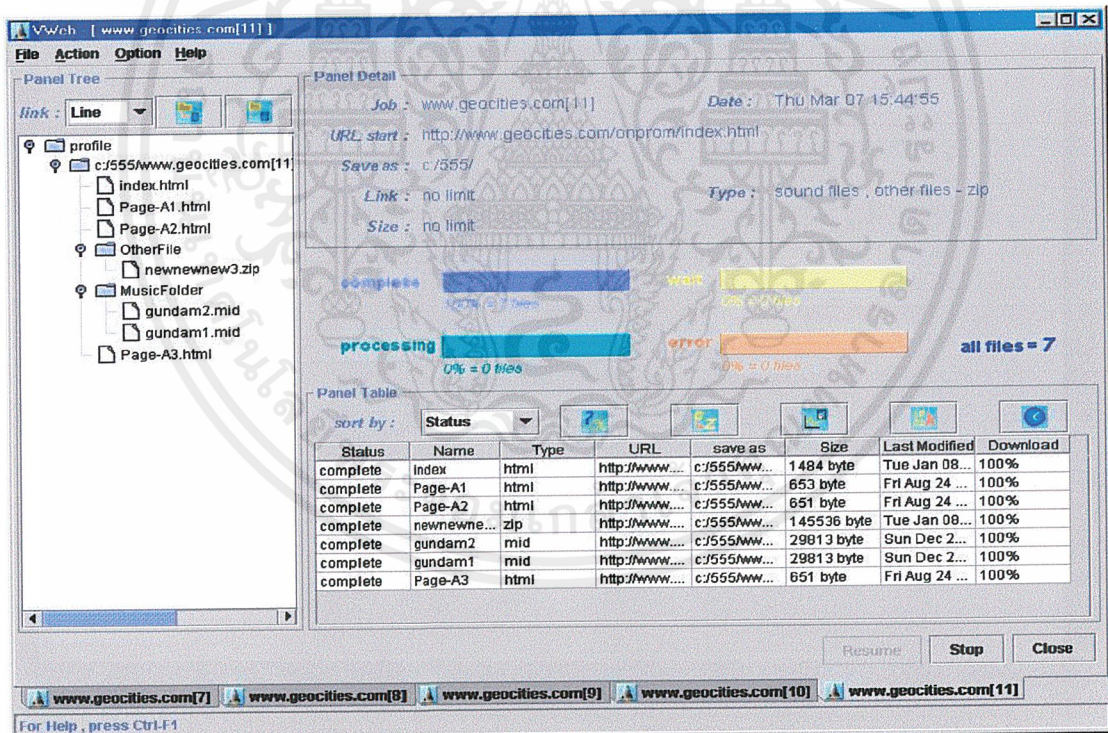 VWeb [ www.geocities.com[11] ]
File Action Option Help
Panel Tree
link : Line
profile
c:/555/www.geocities.com[11]
index.html
Page-A1.html
Page-A2.html
OtherFile
newnewnew3.zip
MusicFolder
gundam2.mid
gundam1.mid
Page-A3.html
Panel Detail
Job : www.geocities.com[11] Date : Thu Mar 07 15:44:55
URL start : http://www.geocities.com/onprom/index.html
Save as : c:/555/
Link : no limit Type : sound files , other files - zip
Size : no limit
complete wait
100% = 7 files 0% = 0 files
processing error all files = 7
0% = 0 files 0% = 0 files
Panel Table
sort by : Status
Status Name Type URL save as Size Last Modified Download
complete index html http://www.... c:/555/ww... 1484 byte Tue Jan 08... 100%
complete Page-A1 html http://www.... c:/555/ww... 653 byte Fri Aug 24 ... 100%
complete Page-A2 html http://www.... c:/555/ww... 651 byte Fri Aug 24 ... 100%
complete newnewne... zip http://www.... c:/555/ww... 145536 byte Tue Jan 08... 100%
complete gundam2 mid http://www.... c:/555/ww... 29813 byte Sun Dec 2... 100%
complete gundam1 mid http://www.... c:/555/ww... 29813 byte Sun Dec 2... 100%
complete Page-A3 html http://www.... c:/555/ww... 651 byte Fri Aug 24 ... 100%
Resume Stop Close
www.geocities.com[7] www.geocities.com[8] www.geocities.com[9] www.geocities.com[10] www.geocities.com[11]
For Help , press Ctrl-F1